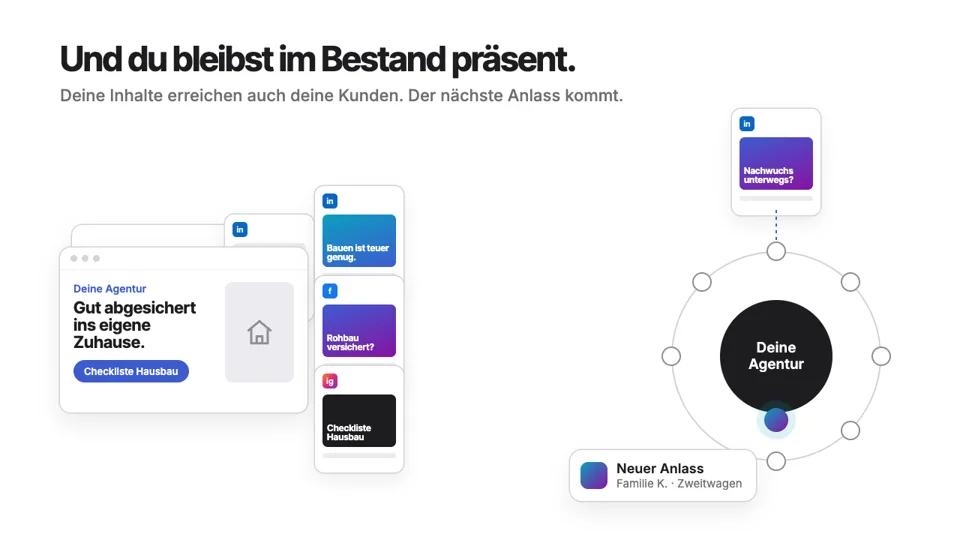 Und du bleibst im Bestand präsent.
Deine Inhalte erreichen auch deine Kunden. Der nächste Anlass kommt.
in
Nachwuchs
unterwegs?
in
Bauen ist teuer
genug.
in
f
Rohbau
versichert?
ig
Checkliste
Hausbau
Deine Agentur
Gut abgesichert
ins eigene
Zuhause.
Checkliste Hausbau
Deine
Agentur
Neuer Anlass
Familie K. · Zweitwagen